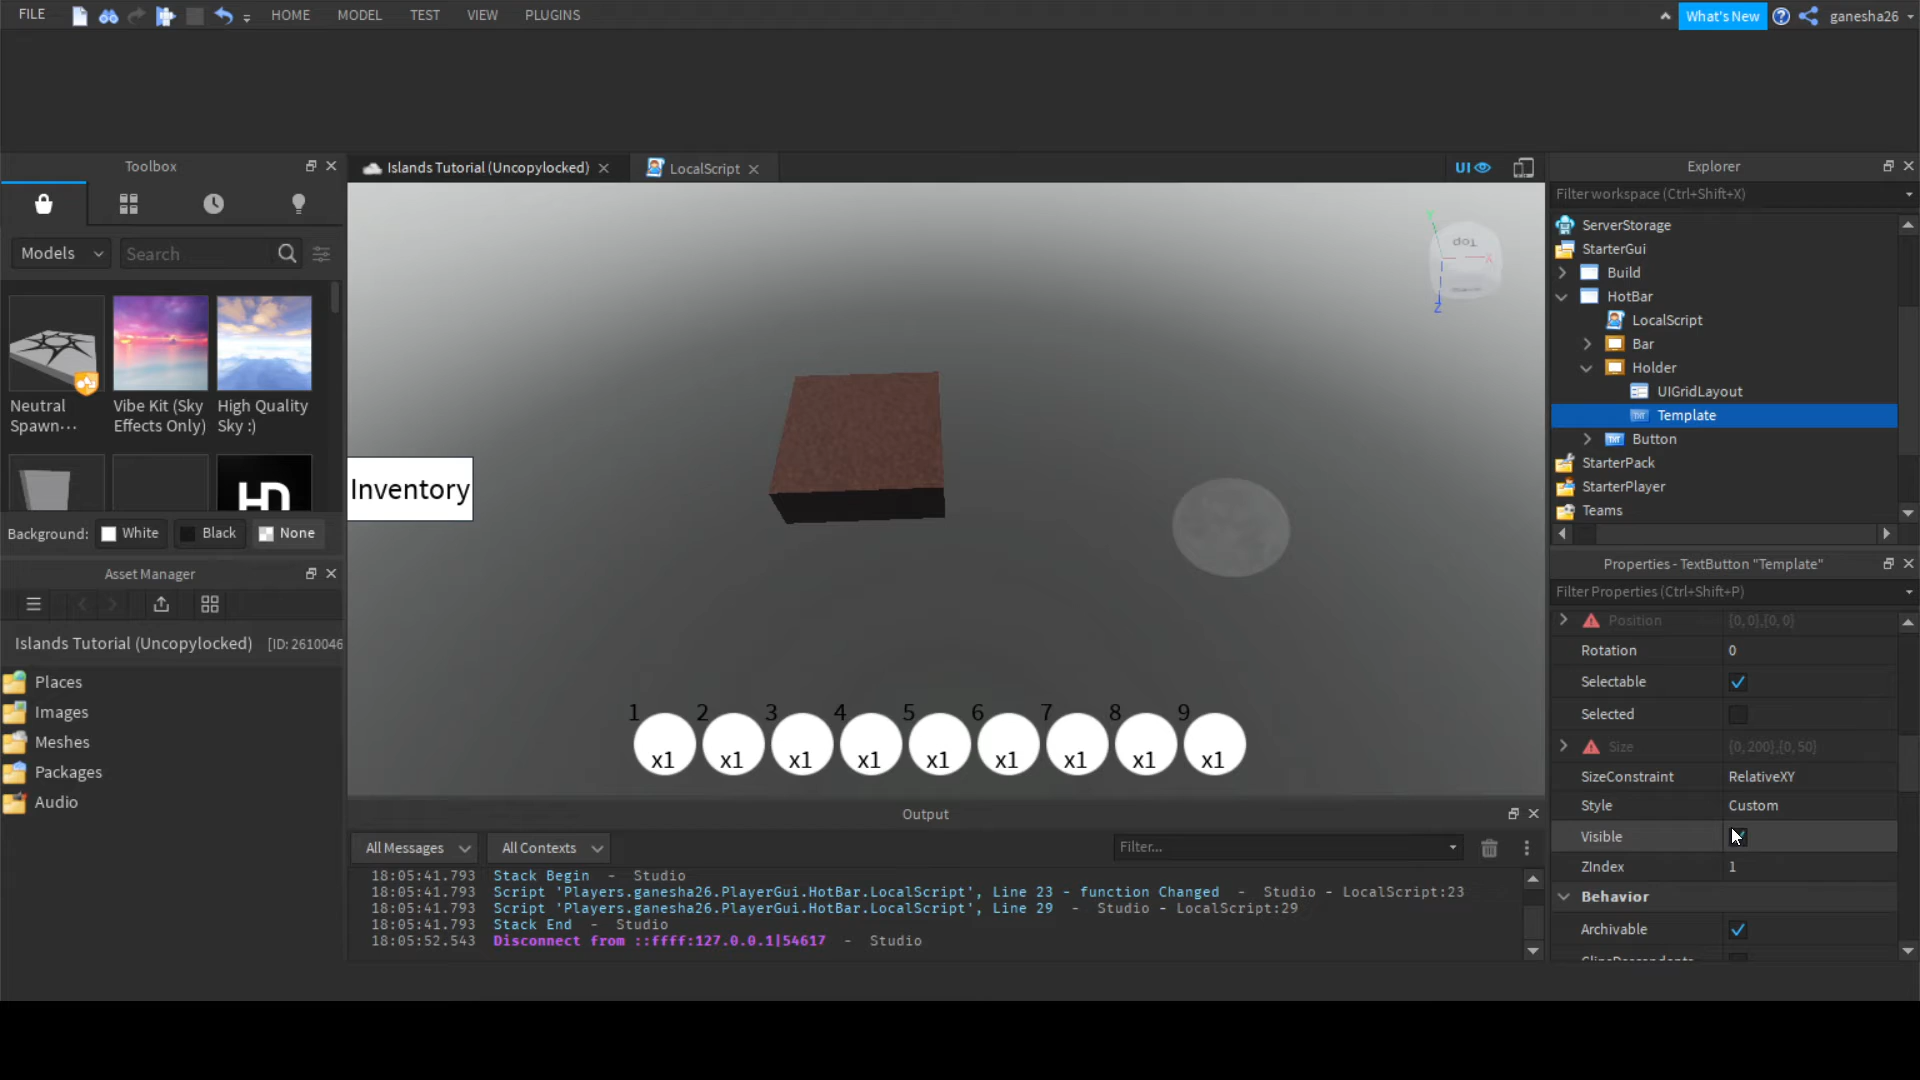 FILE
HOME
MODEL
TEST
VIEW
PLUGINS
What's New
ganesha26
Toolbox
Models
Search
Neutral
Spawn...
Vibe Kit (Sky
Effects Only)
High Quality
Sky :)
HD
Background:
White
Black
None
Asset Manager
Islands Tutorial (Uncopylocked)
[ID: 2610046
Places
Images
Meshes
Packages
Audio
Islands Tutorial (Uncopylocked)
LocalScript
UI
Top
Y
X
Z
Inventory
1 2 3 4 5 6 7 8 9
x1 x1 x1 x1 x1 x1 x1 x1 x1
Output
All Messages
All Contexts
Filter...
18:05:41.793 Stack Begin - Studio
18:05:41.793 Script 'Players.ganesha26.PlayerGui.HotBar.LocalScript', Line 23 - function Changed - Studio - LocalScript:23
18:05:41.793 Script 'Players.ganesha26.PlayerGui.HotBar.LocalScript', Line 29 - Studio - LocalScript:29
18:05:41.793 Stack End - Studio
18:05:52.543 Disconnect from ::ffff:127.0.0.1|54617 - Studio
Explorer
Filter workspace (Ctrl+Shift+X)
ServerStorage
StarterGui
Build
HotBar
LocalScript
Bar
Holder
UIGridLayout
TXT Template
TXT Button
StarterPack
StarterPlayer
Teams
Properties - TextButton "Template"
Filter Properties (Ctrl+Shift+P)
Position {0, 0},{0, 0}
Rotation 0
Selectable
Selected
Size {0, 200},{0, 50}
SizeConstraint RelativeXY
Style Custom
Visible
ZIndex 1
Behavior
Archivable